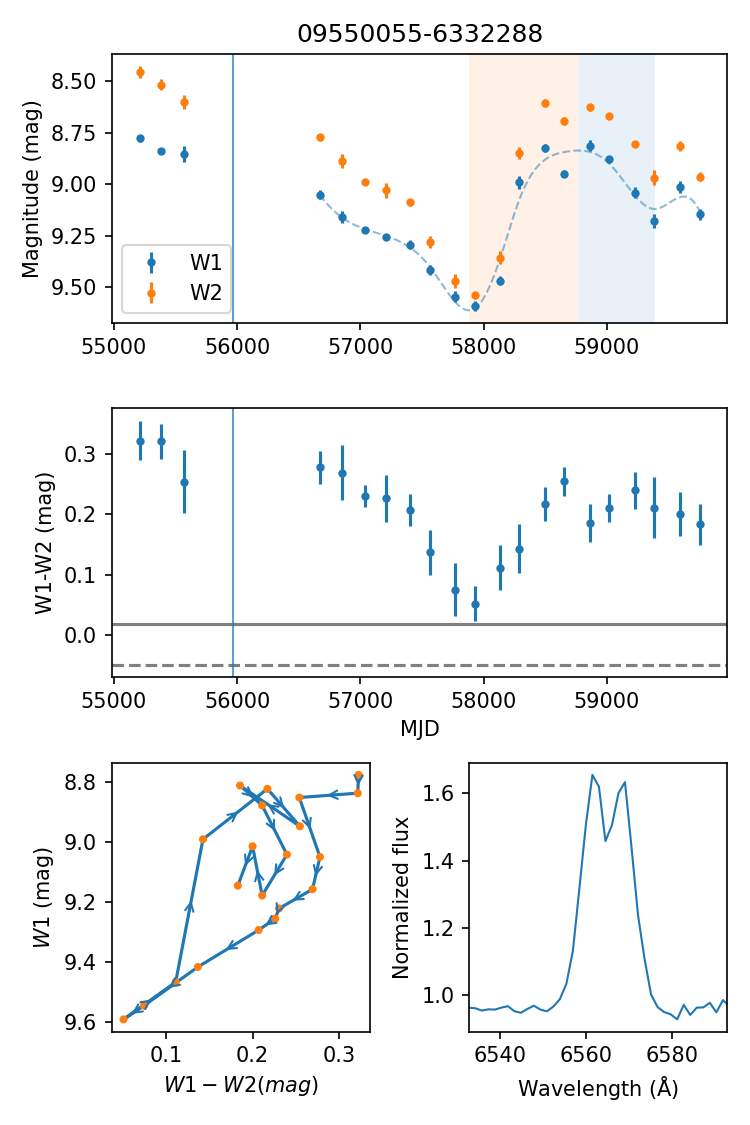 09550055-6332288
Magnitude (mag)
8.50
8.75
9.00
9.25
9.50
W1
W2
55000 56000 57000 58000 59000
W1-W2 (mag)
0.3
0.2
0.1
0.0
55000 56000 57000 58000 59000
MJD
W1 (mag)
8.8
9.0
9.2
9.4
9.6
0.1 0.2 0.3
W1 − W2(mag)
Normalized flux
1.6
1.4
1.2
1.0
6540 6560 6580
Wavelength (Å)